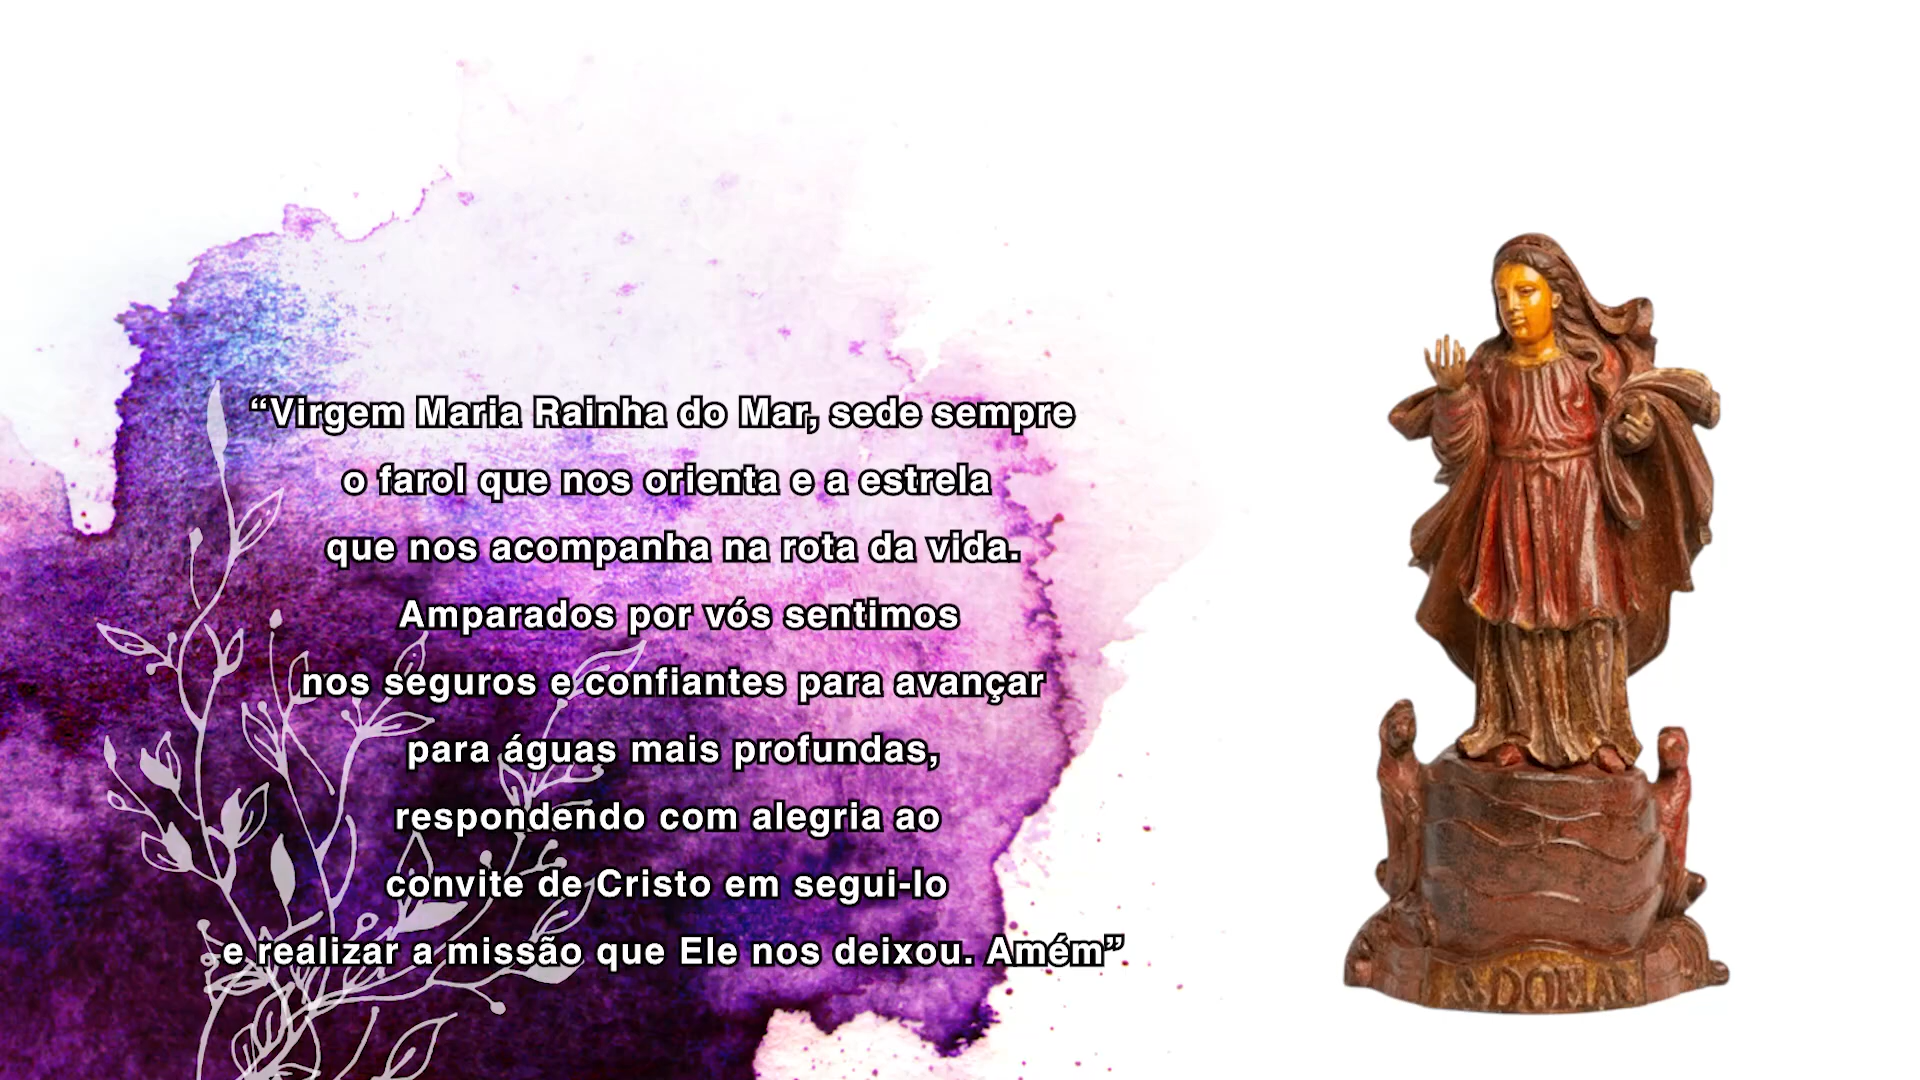 “Virgem Maria Rainha do Mar, sede sempre
o farol que nos orienta e a estrela
que nos acompanha na rota da vida.
Amparados por vós sentimos
nos seguros e confiantes para avançar
para águas mais profundas,
respondendo com alegria ao
convite de Cristo em segui-lo
e realizar a missão que Ele nos deixou. Amém”